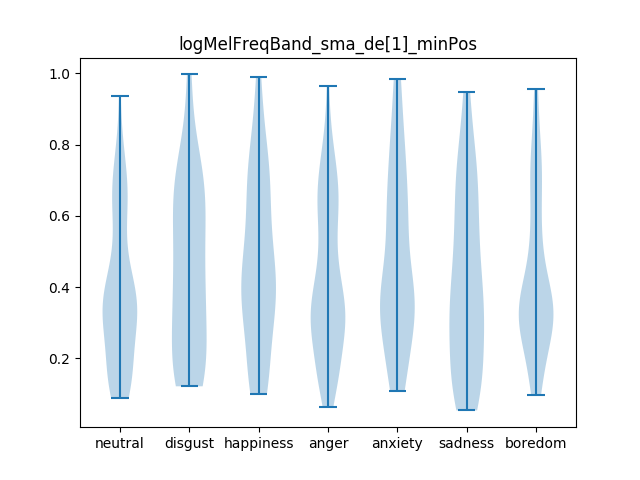 logMelFreqBand_sma_de[1]_minPos
1.0
0.8
0.6
0.4
0.2
neutral disgust happiness anger anxiety sadness boredom